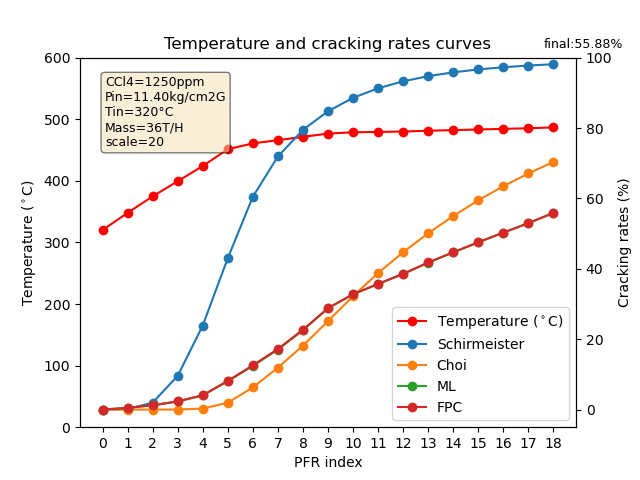 Temperature and cracking rates curves
final:55.88%
CCl4=1250ppm
Pin=11.40kg/cm2G
Tin=320°C
Mass=36T/H
scale=20
Temperature (°C)
600
500
400
300
200
100
0
Cracking rates (%)
100
80
60
40
20
0
Temperature (°C)
Schirmeister
Choi
ML
FPC
0 1 2 3 4 5 6 7 8 9 10 11 12 13 14 15 16 17 18
PFR index